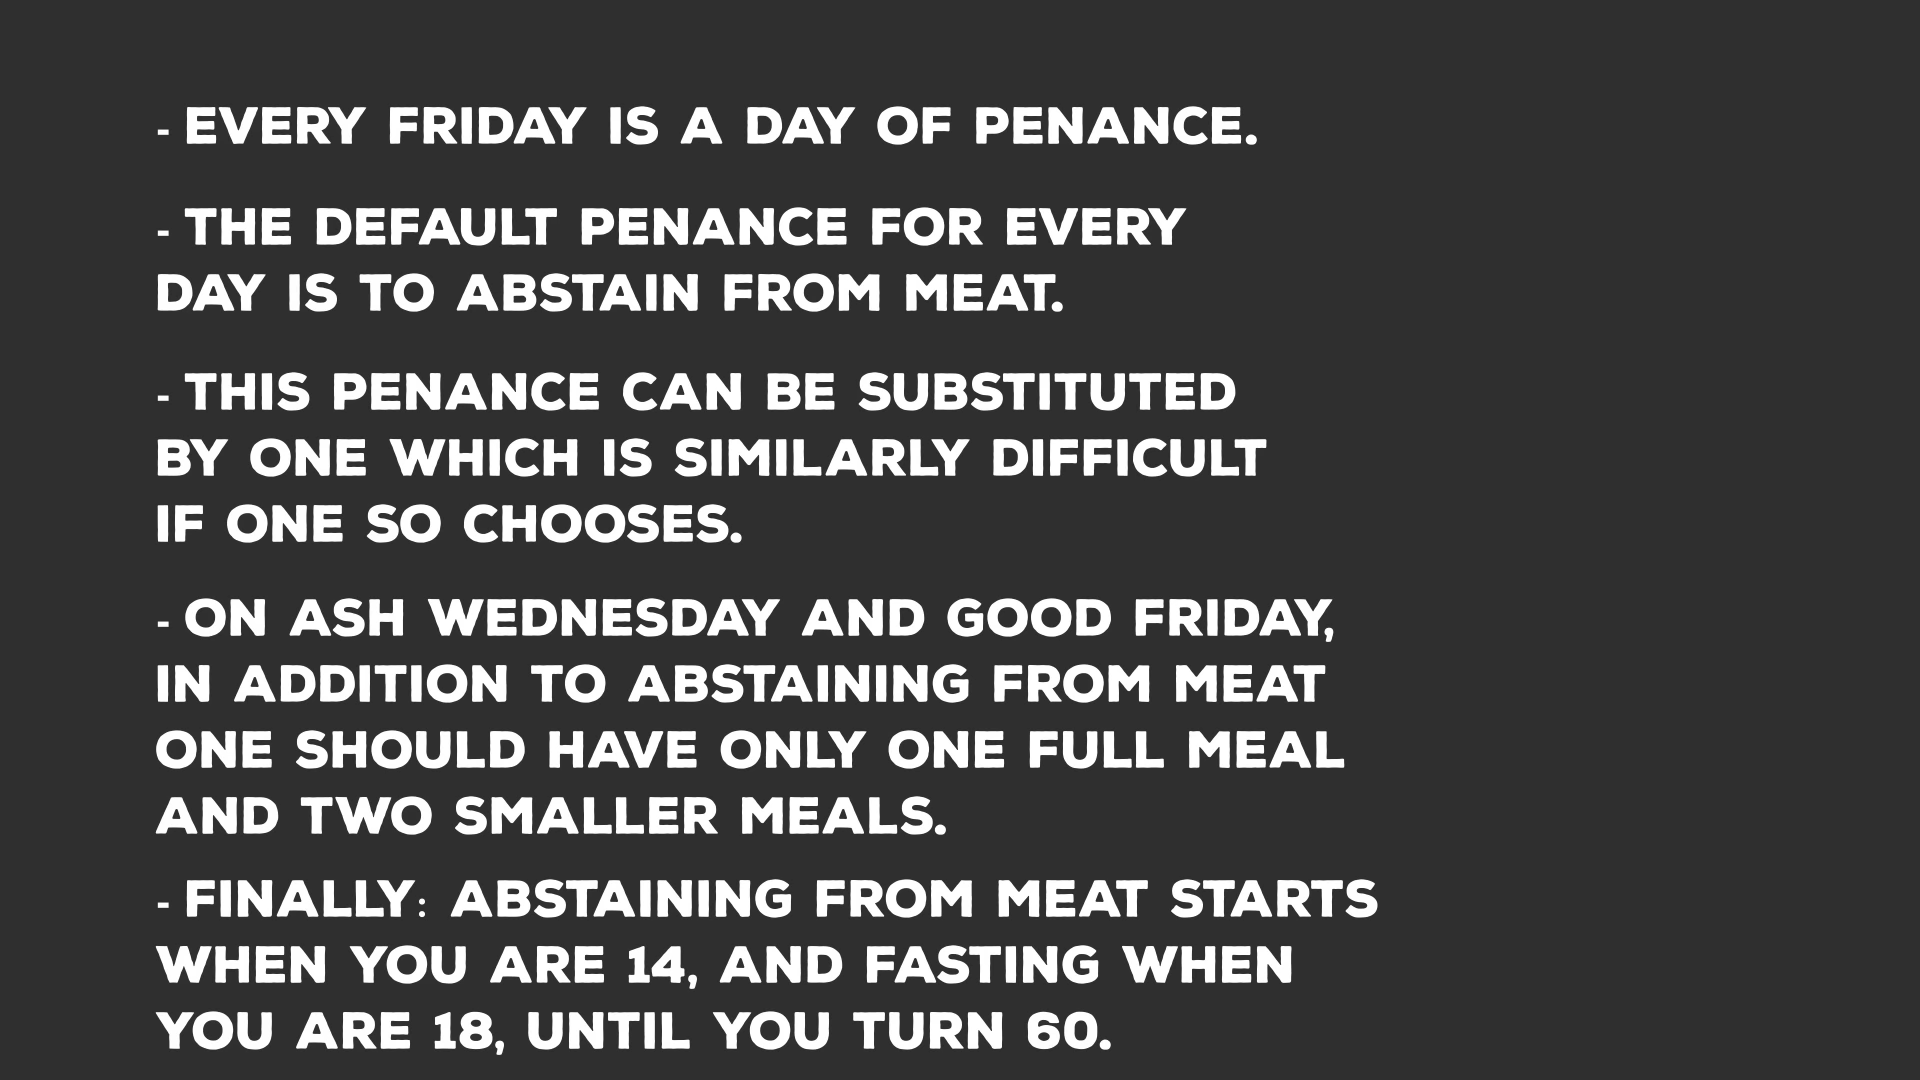 - EVERY FRIDAY IS A DAY OF PENANCE.
- THE DEFAULT PENANCE FOR EVERY
DAY IS TO ABSTAIN FROM MEAT.
- THIS PENANCE CAN BE SUBSTITUTED
BY ONE WHICH IS SIMILARLY DIFFICULT
IF ONE SO CHOOSES.
- ON ASH WEDNESDAY AND GOOD FRIDAY,
IN ADDITION TO ABSTAINING FROM MEAT
ONE SHOULD HAVE ONLY ONE FULL MEAL
AND TWO SMALLER MEALS.
- FINALLY: ABSTAINING FROM MEAT STARTS
WHEN YOU ARE 14, AND FASTING WHEN
YOU ARE 18, UNTIL YOU TURN 60.